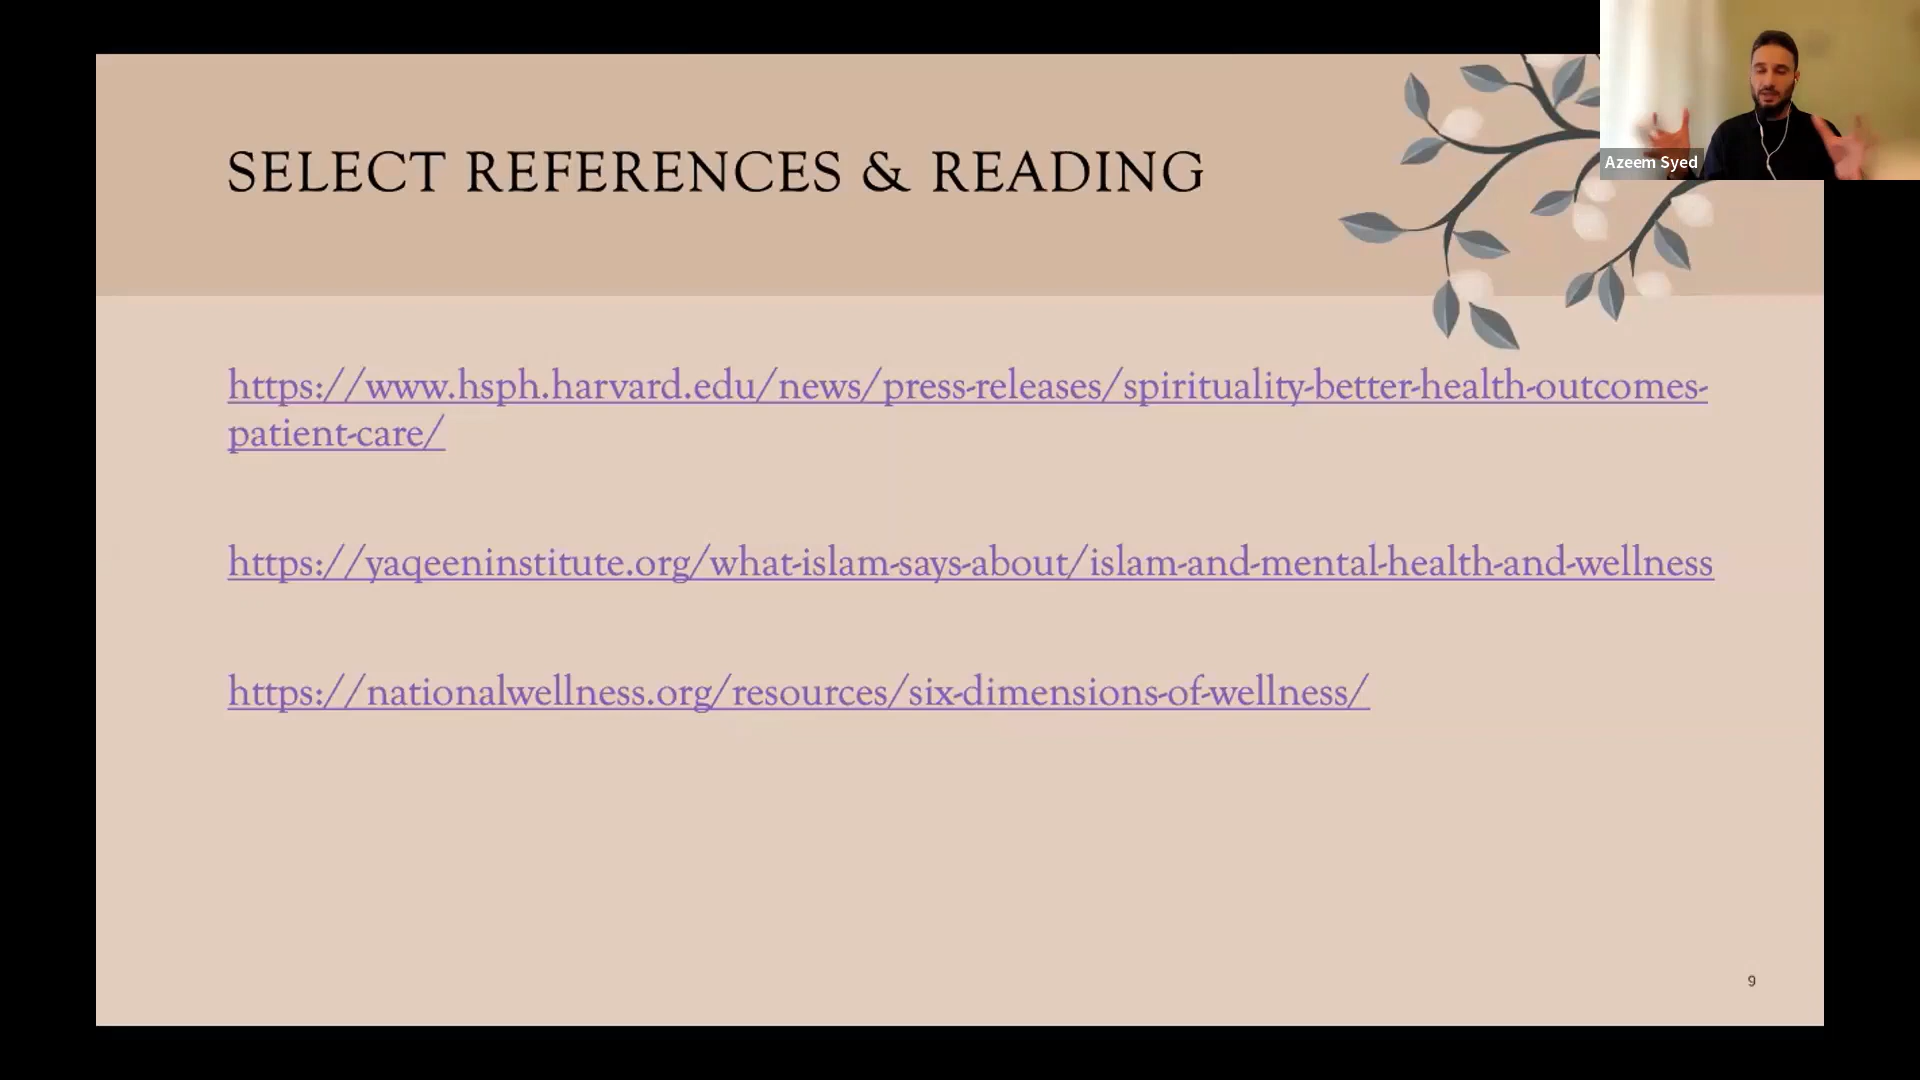 SELECT REFERENCES & READING
Azeem Syed
https://www.hsph.harvard.edu/news/press-releases/spirituality-better-health-outcomes-
patient-care/
https://yaqeeninstitute.org/what-islam-says-about/islam-and-mental-health-and-wellness
https://nationalwellness.org/resources/six-dimensions-of-wellness/
9